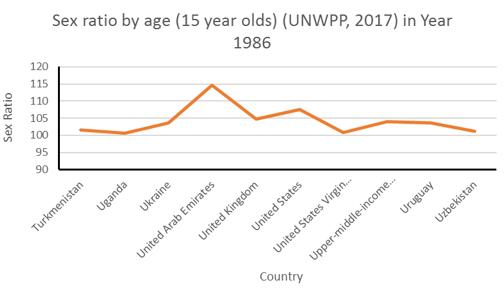 Sex ratio by age (15 year olds) (UNWPP, 2017) in Year
1986
120
115
110
105
100
95
90
Sex Ratio
Turkmenistan
Uganda
Ukraine
United Arab Emirates
United Kingdom
United States
United States Virgin...
Upper-middle-income...
Uruguay
Uzbekistan
Country